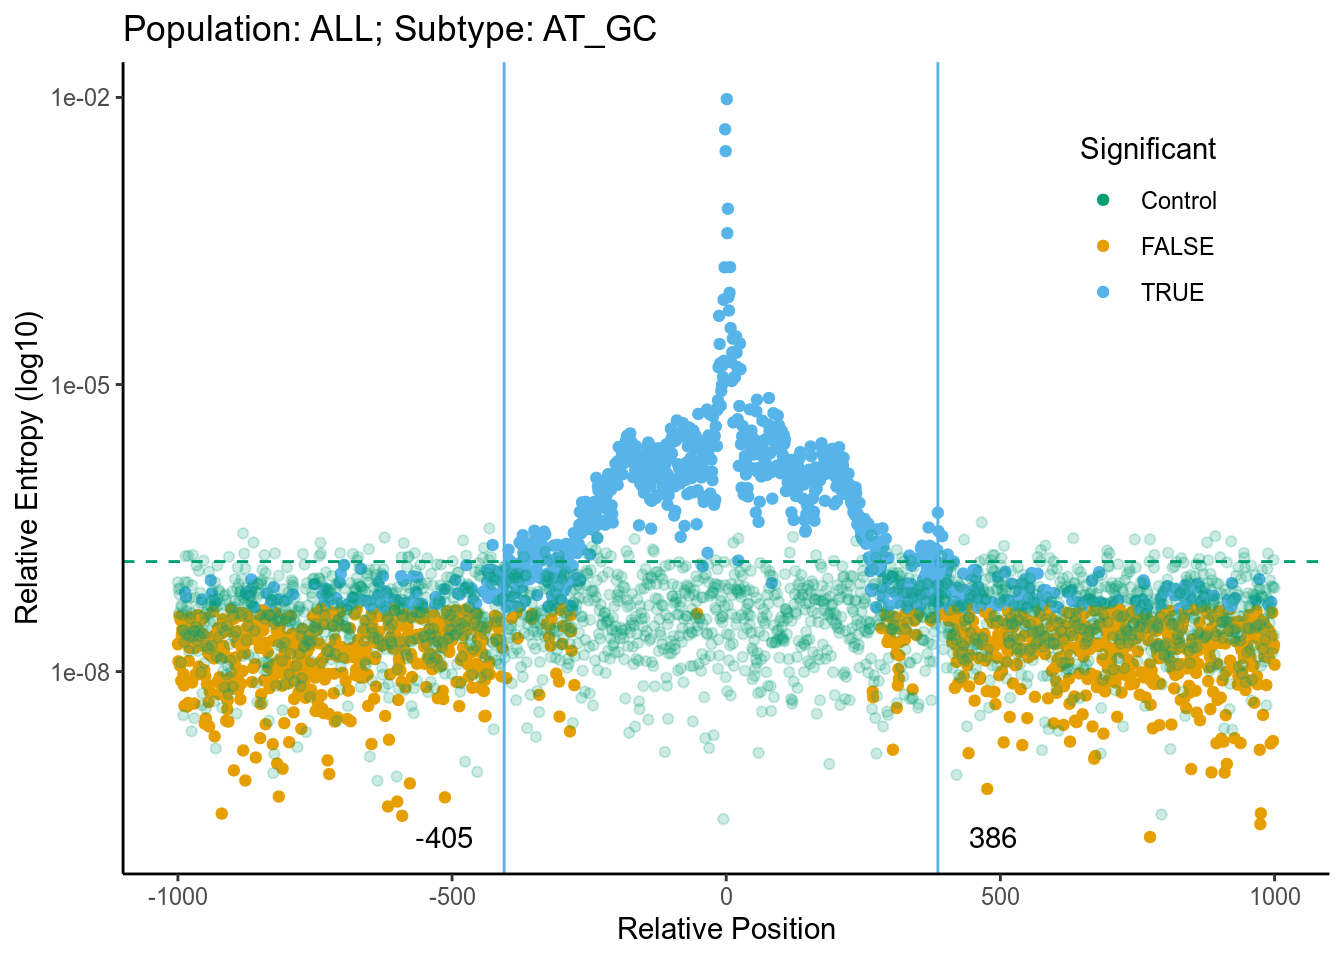 Population: ALL; Subtype: AT_GC
1e-02
1e-05
1e-08
Relative Entropy (log10)
Significant
Control
FALSE
TRUE
-405
386
-1000
-500
0
500
1000
Relative Position